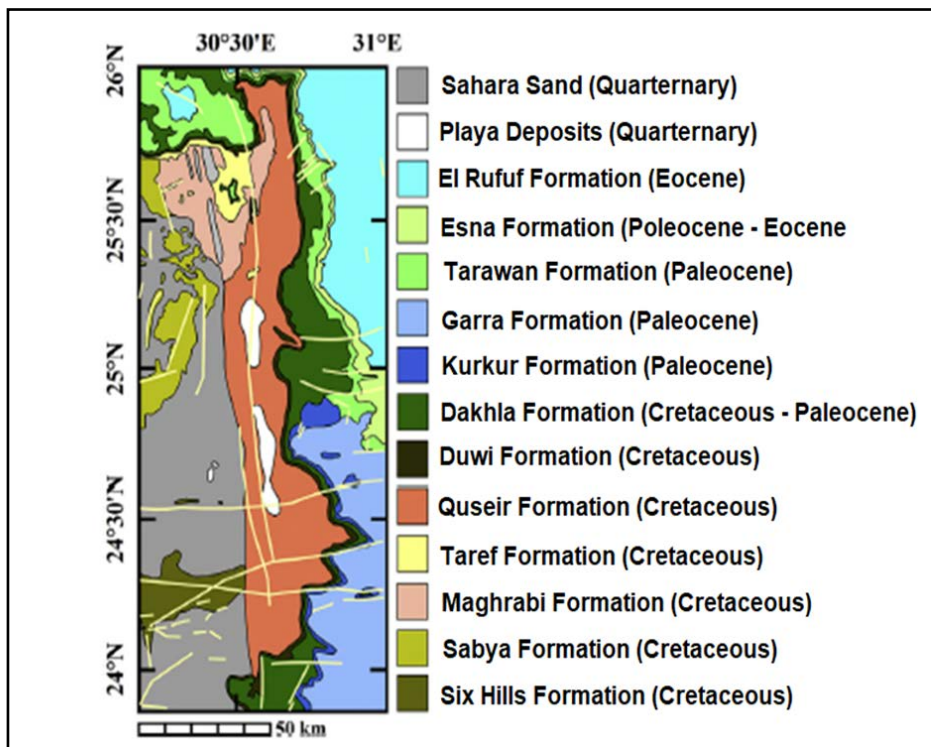 30°30'E 31°E
26°N
25°30'N
25°N
24°30'N
24°N
50 km
Sahara Sand (Quarternary)
Playa Deposits (Quarternary)
El Rufuf Formation (Eocene)
Esna Formation (Poleocene - Eocene
Tarawan Formation (Paleocene)
Garra Formation (Paleocene)
Kurkur Formation (Paleocene)
Dakhla Formation (Cretaceous - Paleocene)
Duwi Formation (Cretaceous)
Quseir Formation (Cretaceous)
Taref Formation (Cretaceous)
Maghrabi Formation (Cretaceous)
Sabya Formation (Cretaceous)
Six Hills Formation (Cretaceous)